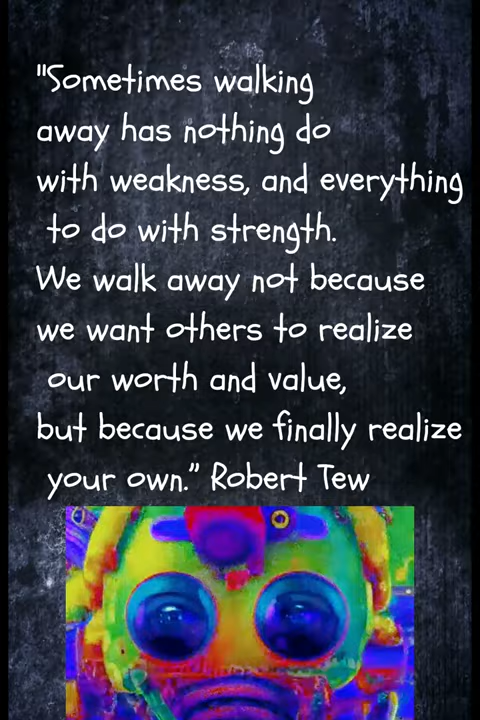 "Sometimes walking
away has nothing do
with weakness, and everything
to do with strength.
We walk away not because
we want others to realize
our worth and value,
but because we finally realize
your own.” Robert Tew